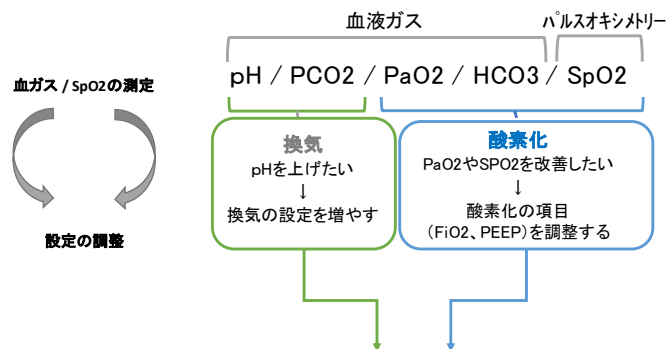 血液ガス
パルスオキシメトリー
血ガス / SpO2の測定
pH / PCO2 / PaO2 / HCO3 / SpO2
換気
pHを上げたい
↓
換気の設定を増やす
酸素化
PaO2やSPO2を改善したい
↓
酸素化の項目
(FiO2、PEEP)を調整する
設定の調整